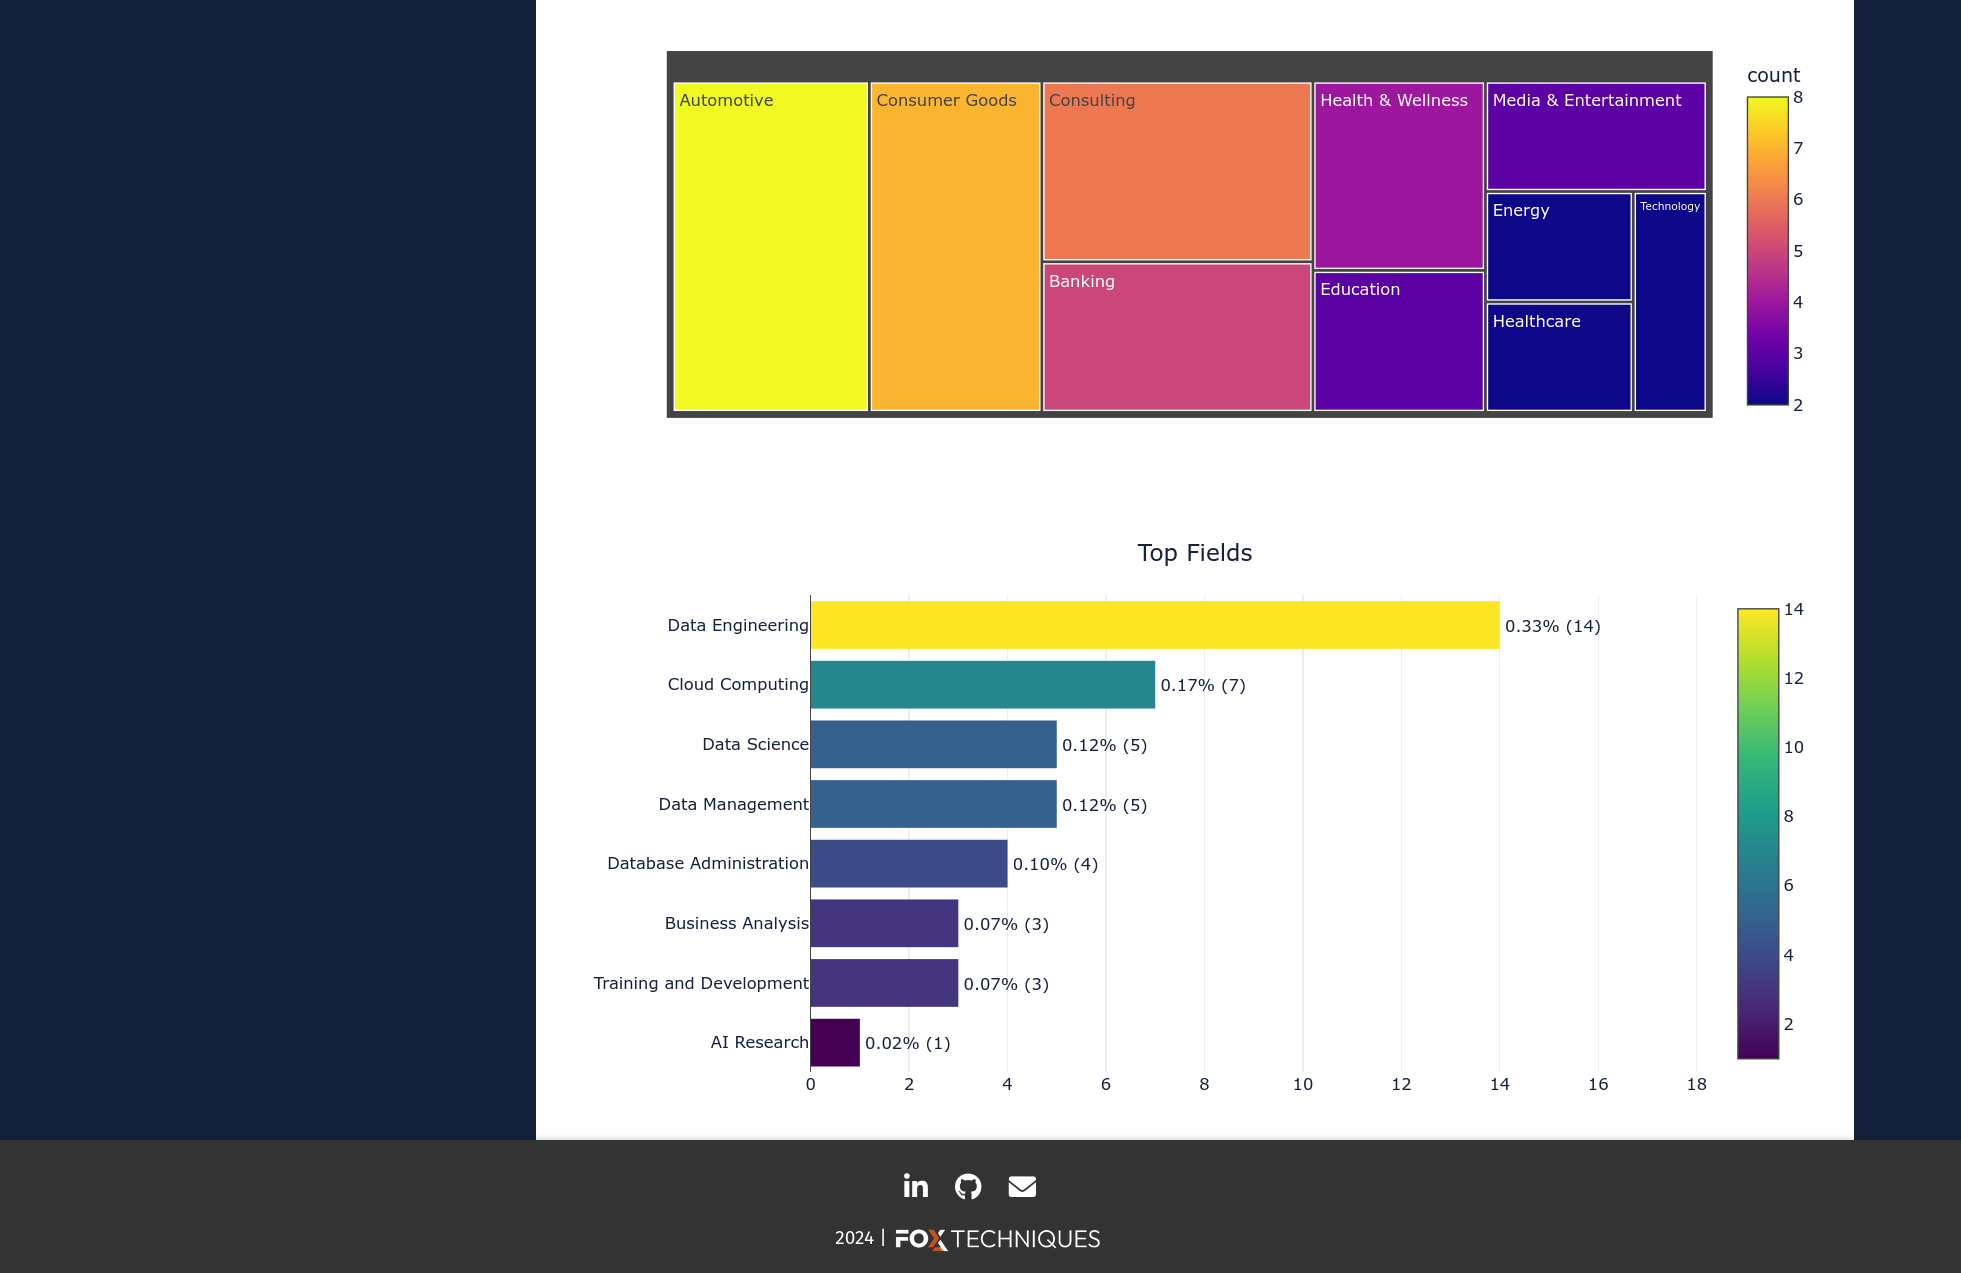 count
Automotive
Consumer Goods
Consulting
Health & Wellness
Media & Entertainment
Energy
Technology
Banking
Education
Healthcare
8
7
6
5
4
3
2
Top Fields
Data Engineering 0.33% (14)
Cloud Computing 0.17% (7)
Data Science 0.12% (5)
Data Management 0.12% (5)
Database Administration 0.10% (4)
Business Analysis 0.07% (3)
Training and Development 0.07% (3)
AI Research 0.02% (1)
0 2 4 6 8 10 12 14 16 18
14
12
10
8
6
4
2
in
2024 | FOX TECHNIQUES